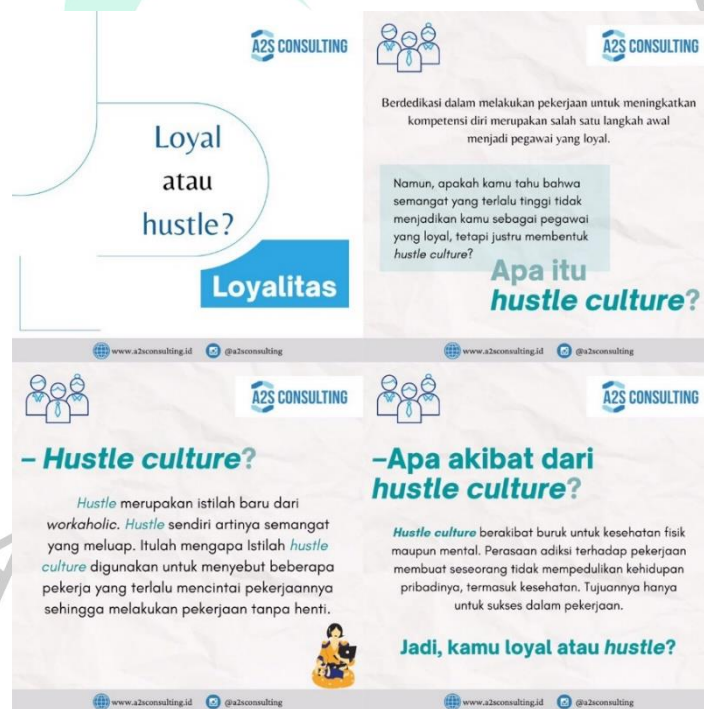 A2S CONSULTING
Loyal
atau
hustle?
Loyalitas
www.a2sconsulting.id @a2sconsulting
A2S CONSULTING
Berdedikasi dalam melakukan pekerjaan untuk meningkatkan
kompetensi diri merupakan salah satu langkah awal
menjadi pegawai yang loyal.
Namun, apakah kamu tahu bahwa
semangat yang terlalu tinggi tidak
menjadikan kamu sebagai pegawai
yang loyal, tetapi justru membentuk
hustle culture?
Apa itu
hustle culture?
www.a2sconsulting.id @a2sconsulting
A2S CONSULTING
– Hustle culture?
Hustle merupakan istilah baru dari
workaholic. Hustle sendiri artinya semangat
yang meluap. Itulah mengapa Istilah hustle
culture digunakan untuk menyebut beberapa
pekerja yang terlalu mencintai pekerjaannya
sehingga melakukan pekerjaan tanpa henti.
www.a2sconsulting.id @a2sconsulting
A2S CONSULTING
–Apa akibat dari
hustle culture?
Hustle culture berakibat buruk untuk kesehatan fisik
maupun mental. Perasaan adiksi terhadap pekerjaan
membuat seseorang tidak mempedulikan kehidupan
pribadinya, termasuk kesehatan. Tujuannya hanya
untuk sukses dalam pekerjaan.
Jadi, kamu loyal atau hustle?
www.a2sconsulting.id @a2sconsulting